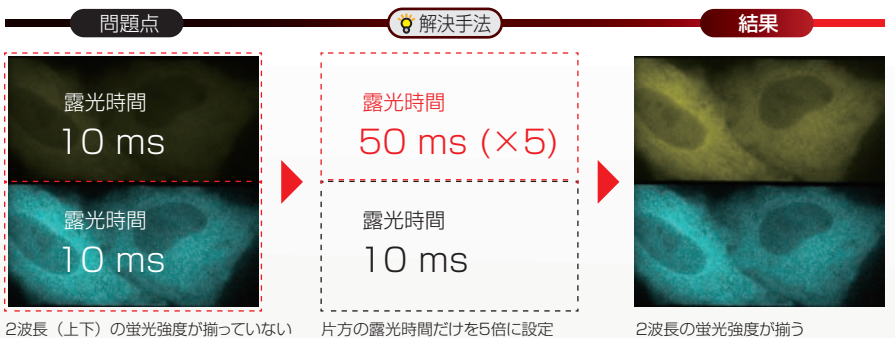 問題点
解決手法
結果
露光時間
10 ms
露光時間
10 ms
露光時間
50 ms (×5)
露光時間
10 ms
2波長（上下）の蛍光強度が揃っていない
片方の露光時間だけを5倍に設定
2波長の蛍光強度が揃う